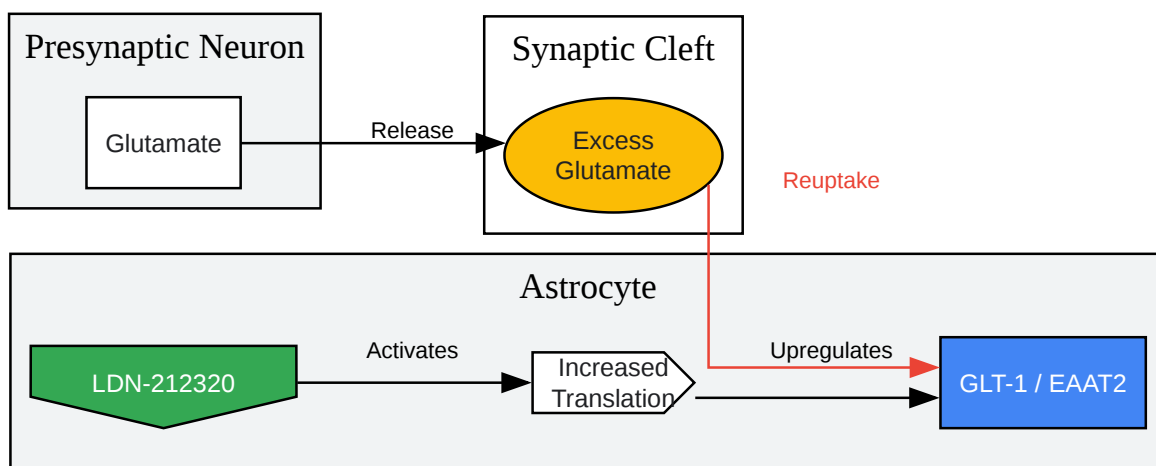 Presynaptic Neuron
Synaptic Cleft
Glutamate
Release
Excess
Glutamate
Reuptake
Astrocyte
LDN-212320
Activates
Increased
Translation
Upregulates
GLT-1 / EAAT2